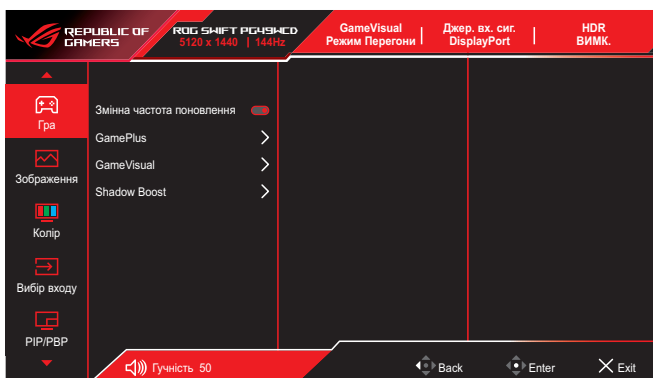 REPUBLIC OF
GAMERS
ROG SWIFT PG49WCD
5120 x 1440 | 144Hz
GameVisual
Режим Перегони
Джер. вх. сиг.
DisplayPort
HDR
ВИМК.
Гра
Зображення
Колір
Вибір входу
PIP/PBP
Змінна частота поновлення
GamePlus
GameVisual
Shadow Boost
Гучність 50
Back
Enter
Exit